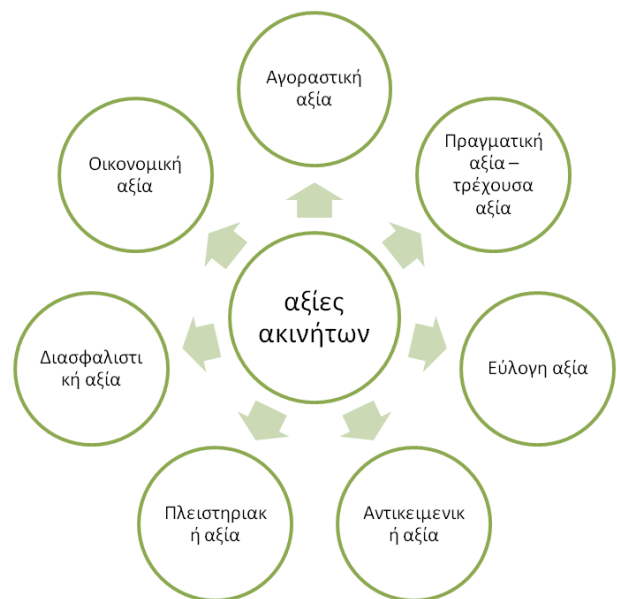 Αγοραστική
αξία
Πραγματική
αξία –
τρέχουσα
αξία
Εύλογη αξία
Αντικειμενικ
ή αξία
Πλειστηριακ
ή αξία
Διασφαλιστι
κή αξία
Οικονομική
αξία
αξίες
ακινήτων